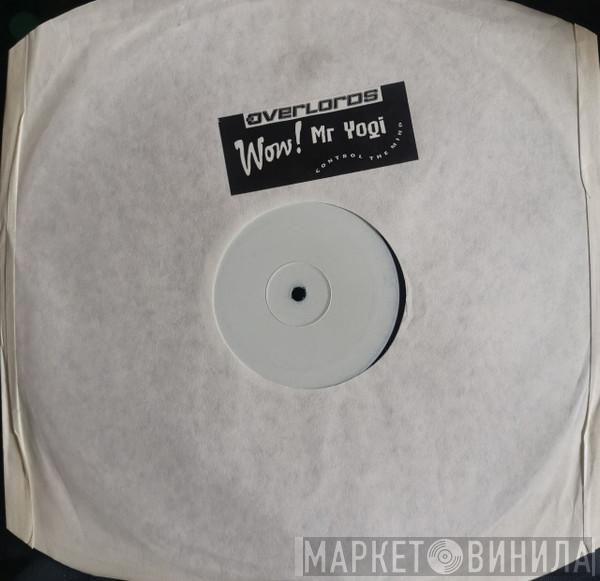 OVERLORDS
Wow! Mr Yogi
CONTROL THE MIND
МАРКЕТ ВИНИЛА